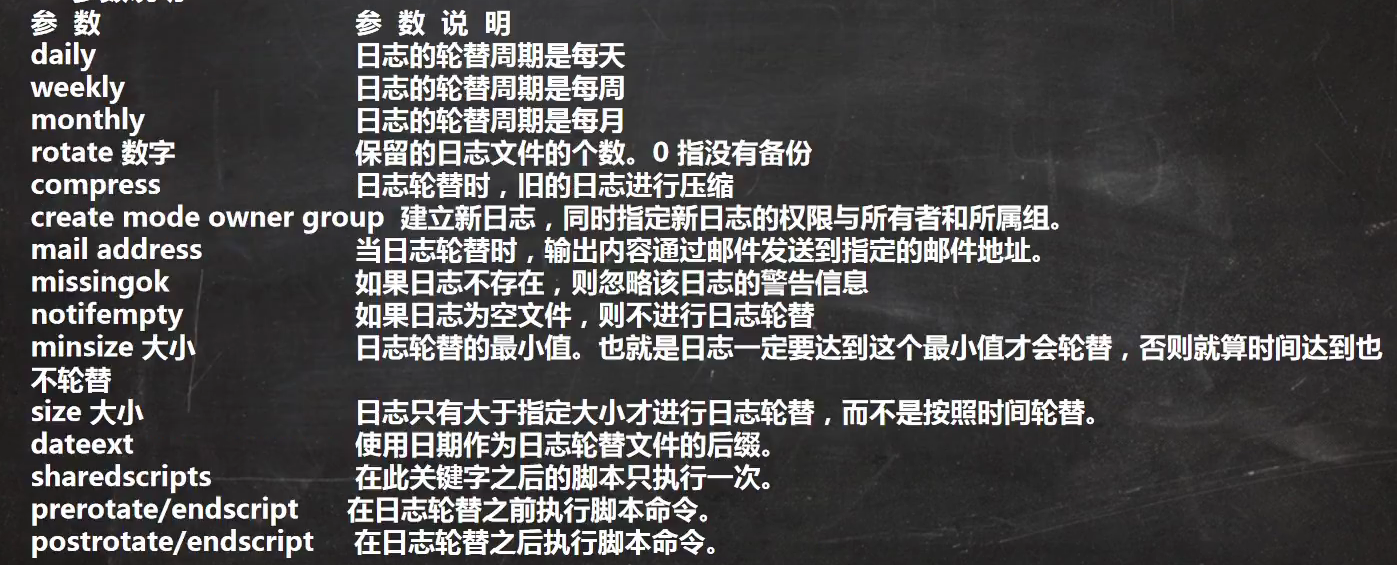 参 数 参 数 说 明
daily 日志的轮替周期是每天
weekly 日志的轮替周期是每周
monthly 日志的轮替周期是每月
rotate 数字 保留的日志文件的个数。0 指没有备份
compress 日志轮替时，旧的日志进行压缩
create mode owner group 建立新日志，同时指定新日志的权限与所有者和所属组。
mail address 当日志轮替时，输出内容通过邮件发送到指定的邮件地址。
missingok 如果日志不存在，则忽略该日志的警告信息
notifempty 如果日志为空文件，则不进行日志轮替
minsize 大小 日志轮替的最小值。也就是日志一定要达到这个最小值才会轮替，否则就算时间达到也
不轮替
size 大小 日志只有大于指定大小才进行日志轮替，而不是按照时间轮替。
dateext 使用日期作为日志轮替文件的后缀。
sharedscripts 在此关键字之后的脚本只执行一次。
prerotate/endscript 在日志轮替之前执行脚本命令。
postrotate/endscript 在日志轮替之后执行脚本命令。